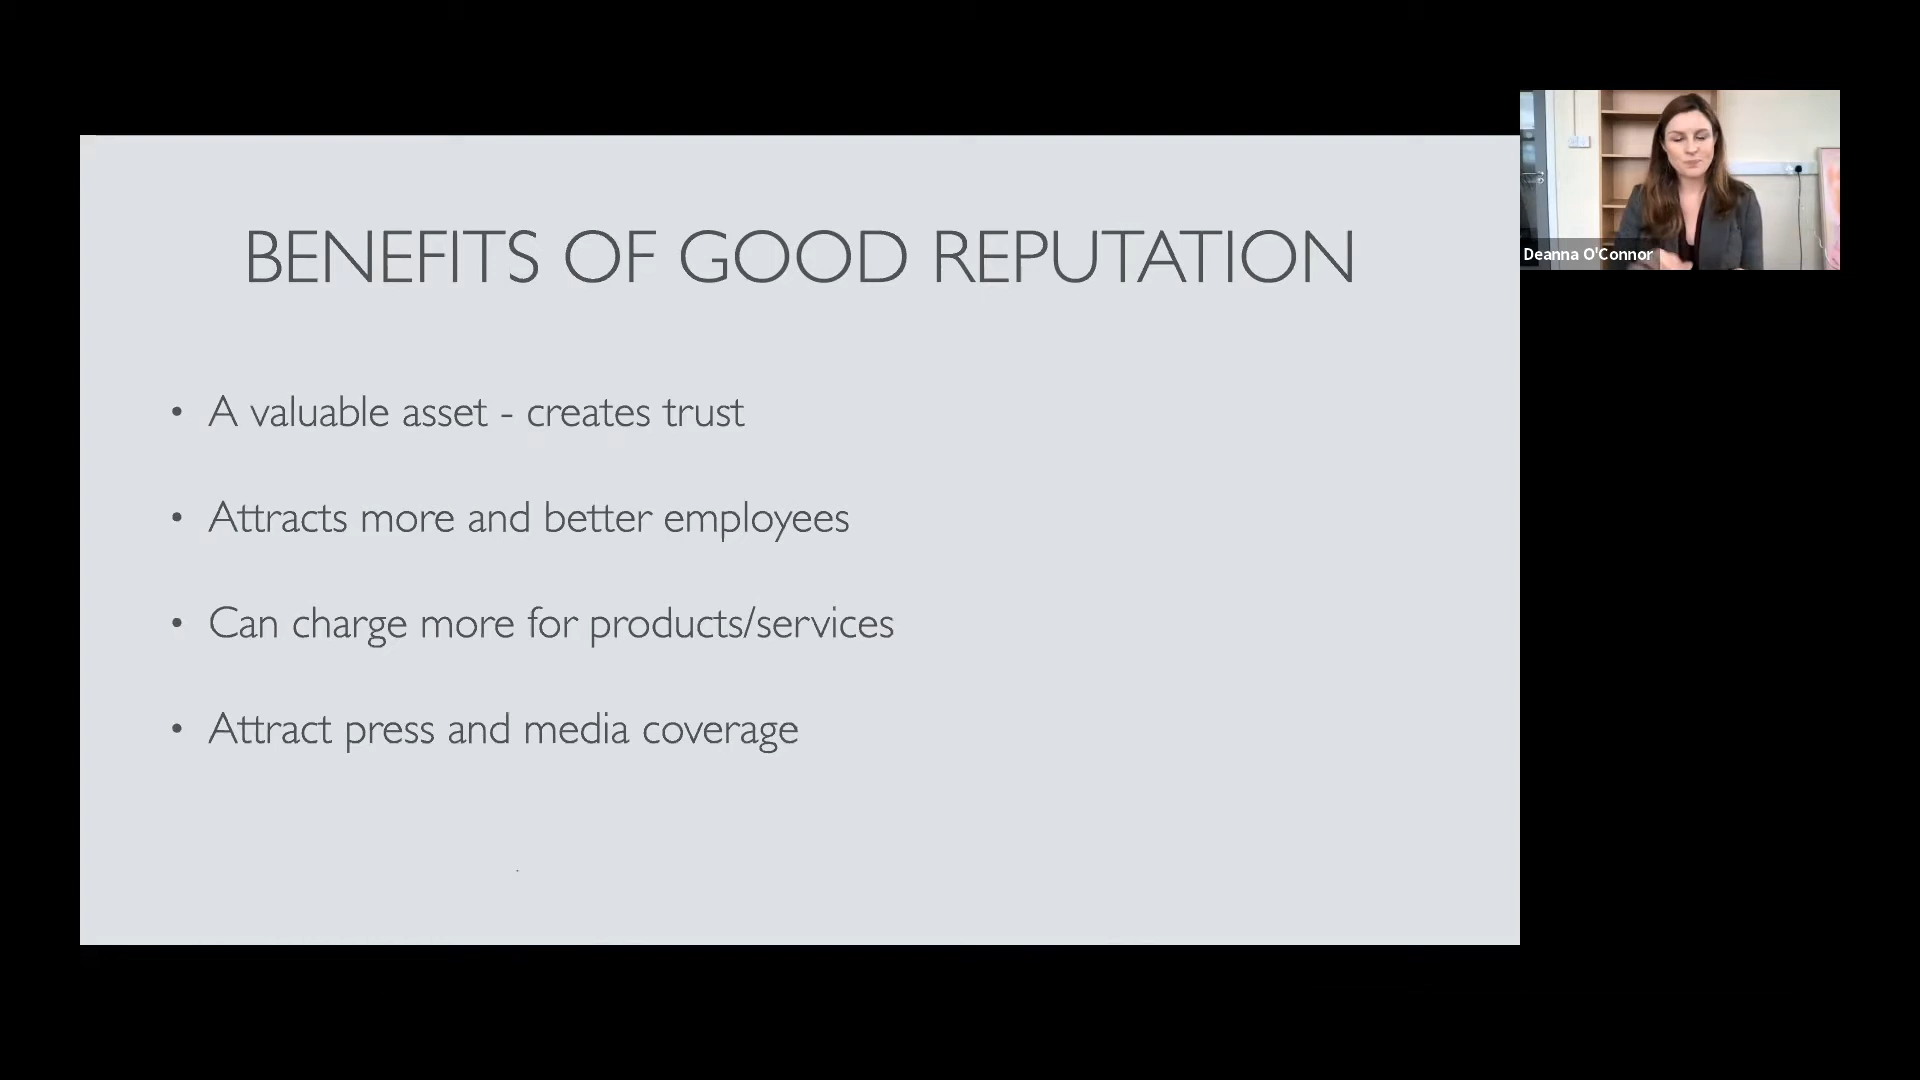 BENEFITS OF GOOD REPUTATION
Deanna O'Connor
• A valuable asset - creates trust
• Attracts more and better employees
• Can charge more for products/services
• Attract press and media coverage